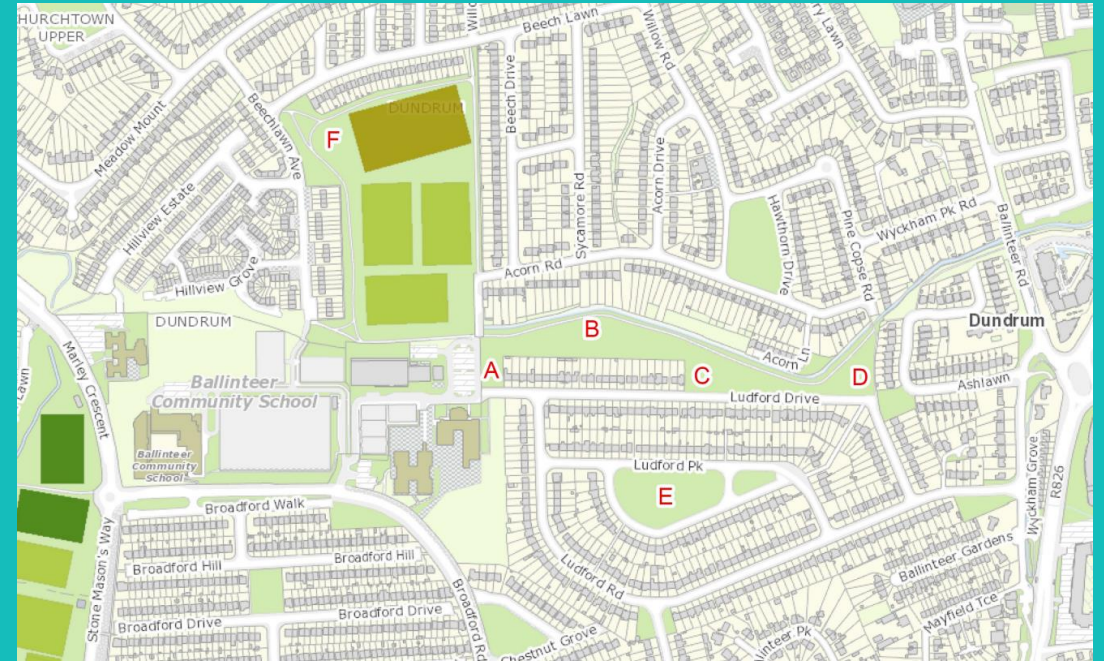 HURCHTOWN
UPPER
Beech Lawn
Willow Rd
Meadow Mount
Beechlawn Ave
DUNDRUM
Beech Drive
F
Sycamore Rd
Acorn Drive
Hillview Estate
Hawthorn Drive
Pine Copse Rd
Wyckham Pk Rd
Ballinteer Rd
Acorn Rd
Hillview Grove
DUNDRUM
B
Dundrum
Marley Crescent
Lawn
Acorn Ln
A
C
D
Ashlawn
Ballinteer
Community School
Ludford Drive
Ballinteer
Community
School
Ludford Pk
E
Wyckham Grove
R826
Broadford Walk
Stone Mason's Way
Broadford Hill
Broadford Hill
Ballinteer Gardens
Ludford Rd
Broadford Drive
Broadford Drive
Broadford Rd
Mayfield Tce
Chestnut Grove
linteer Pk